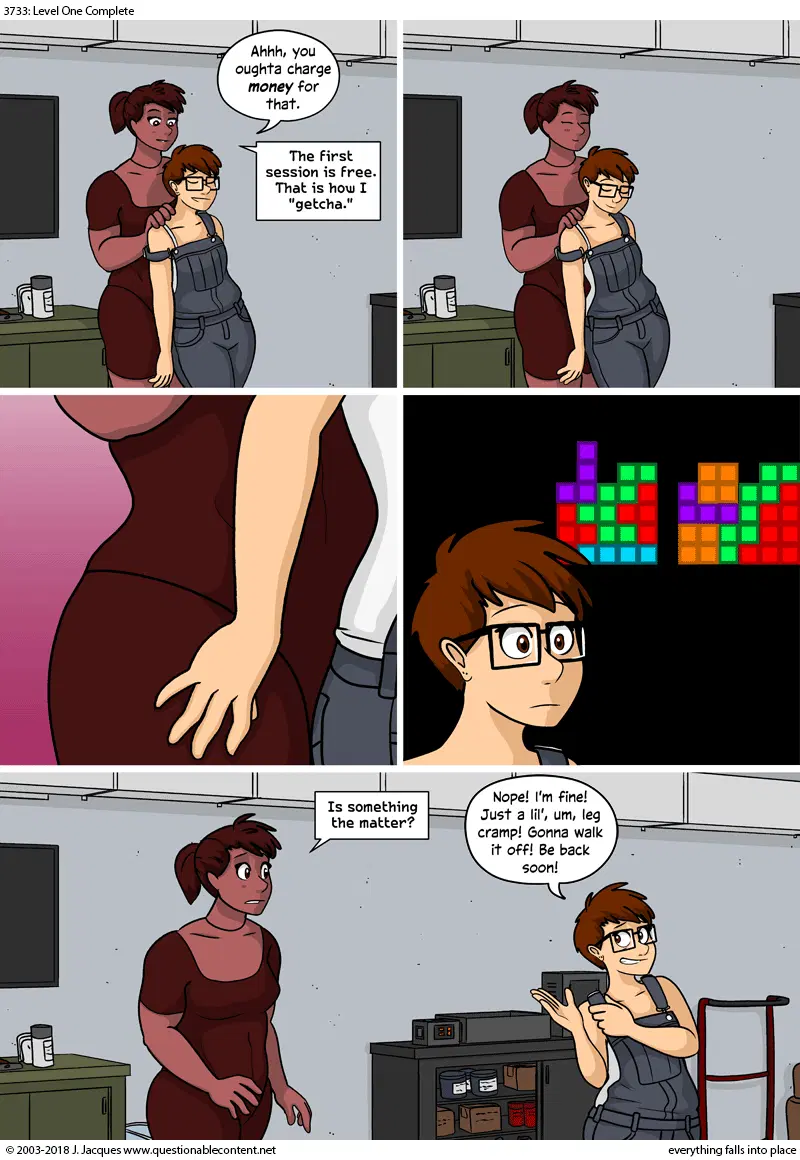 3733: Level One Complete
Ahhh, you
oughta charge
money for
that.
The first
session is free.
That is how I
"getcha."
Is something
the matter?
Nope! I'm fine!
Just a lil', um, leg
cramp! Gonna walk
it off! Be back
soon!
© 2003-2018 J. Jacques www.questionablecontent.net
everything falls into place